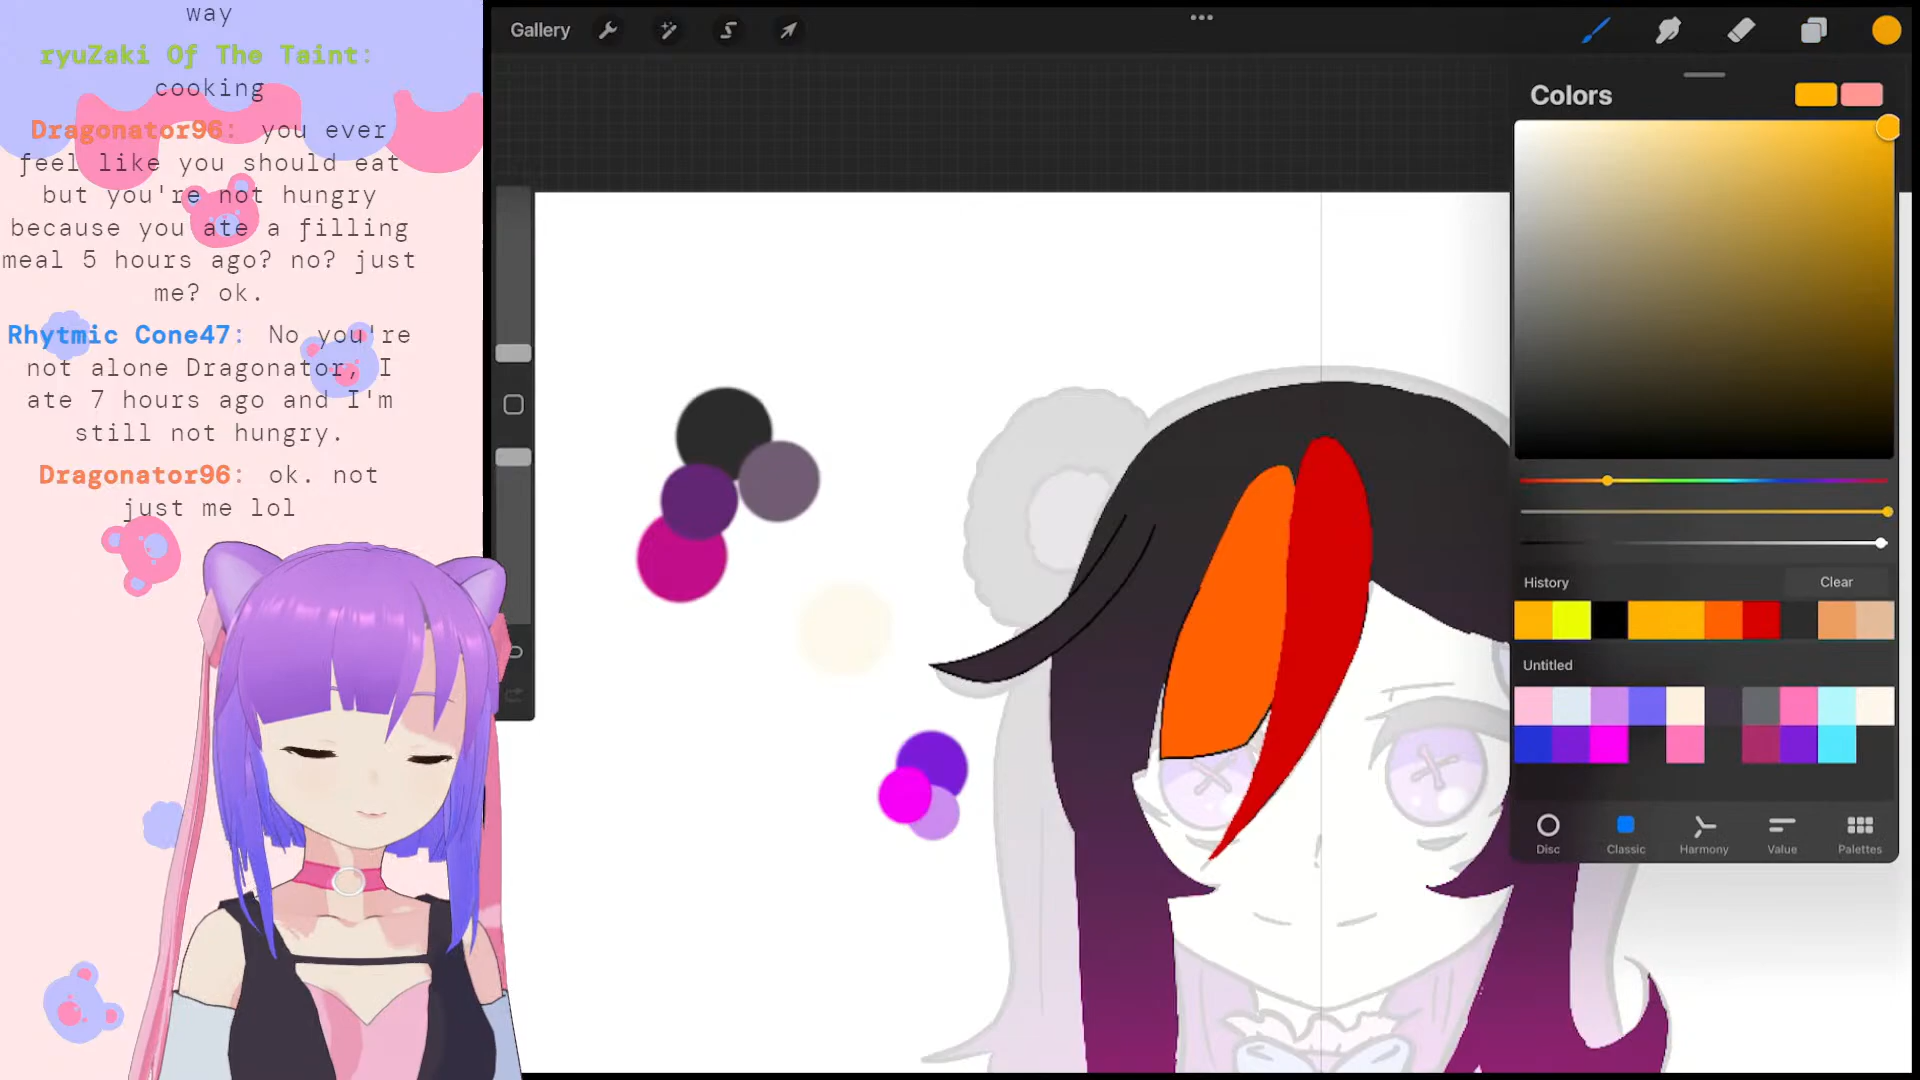 way
ryuZaki Of The Taint:
cooking
Dragonator96: you ever
feel like you should eat
but you're not hungry
because you ate a filling
meal 5 hours ago? no? just
me? ok.
Rhytmic Cone47: No you're
not alone Dragonator, I
ate 7 hours ago and I'm
still not hungry.
Dragonator96: ok. not
just me lol
Gallery
Colors
History
Clear
Untitled
Disc
Classic
Harmony
Value
Palettes